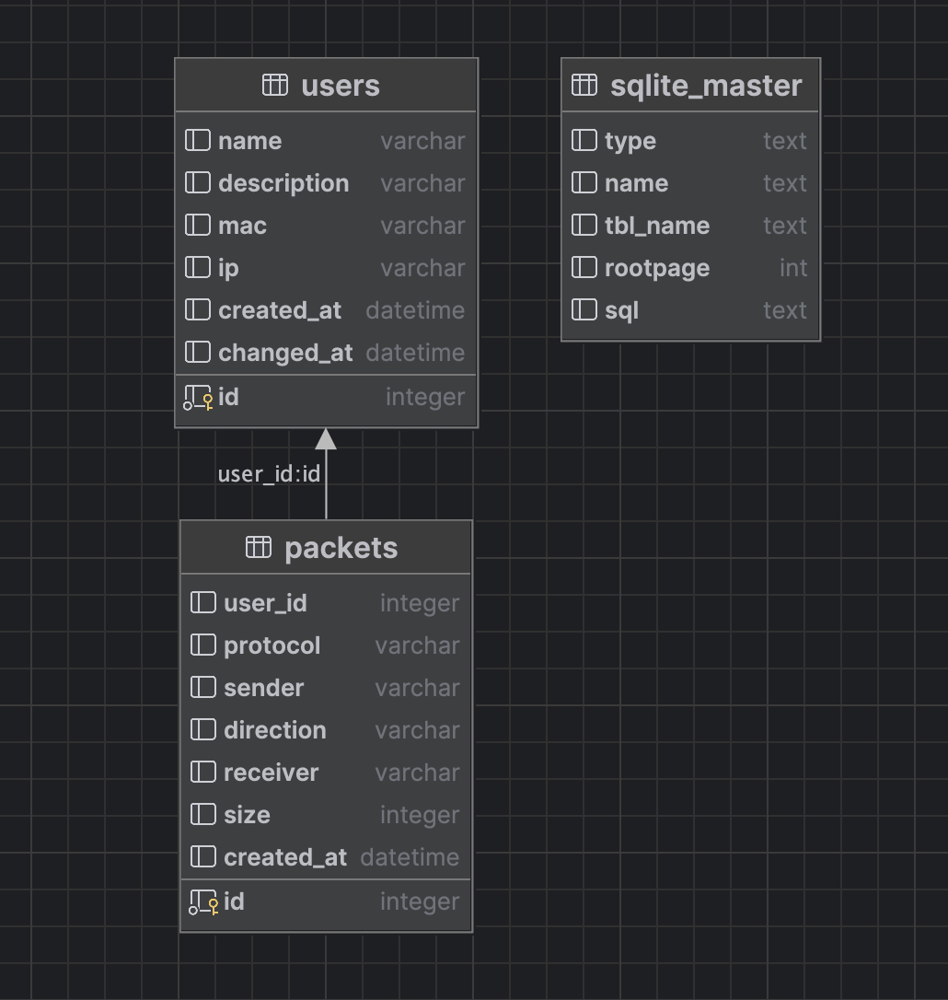 users
name varchar
description varchar
mac varchar
ip varchar
created_at datetime
changed_at datetime
id integer
sqlite_master
type text
name text
tbl_name text
rootpage int
sql text
user_id:id
packets
user_id integer
protocol varchar
sender varchar
direction varchar
receiver varchar
size integer
created_at datetime
id integer